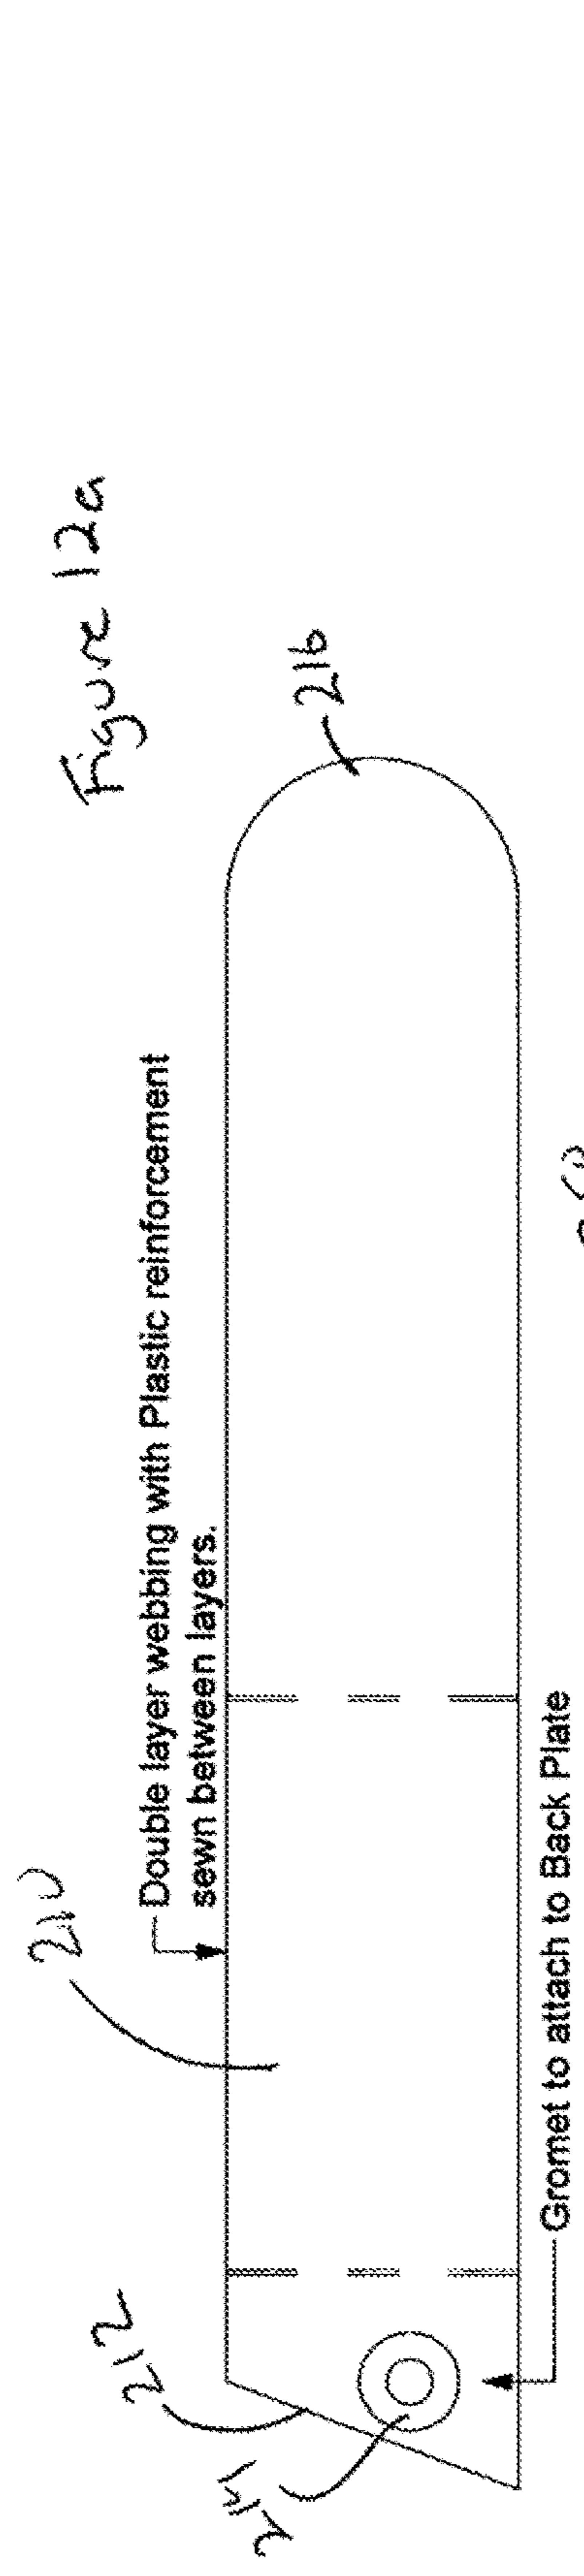 Figure 12a
216
Double layer webbing with Plastic reinforcement
sewn between layers.
210
212
214
Gromet to attach to Back Plate